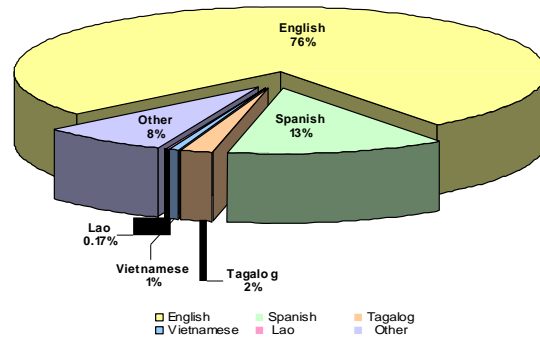 English
76%
Other
8%
Spanish
13%
Lao
0.17%
Vietnamese
1%
Tagalog
2%
English Spanish Tagalog
Vietnamese Lao Other